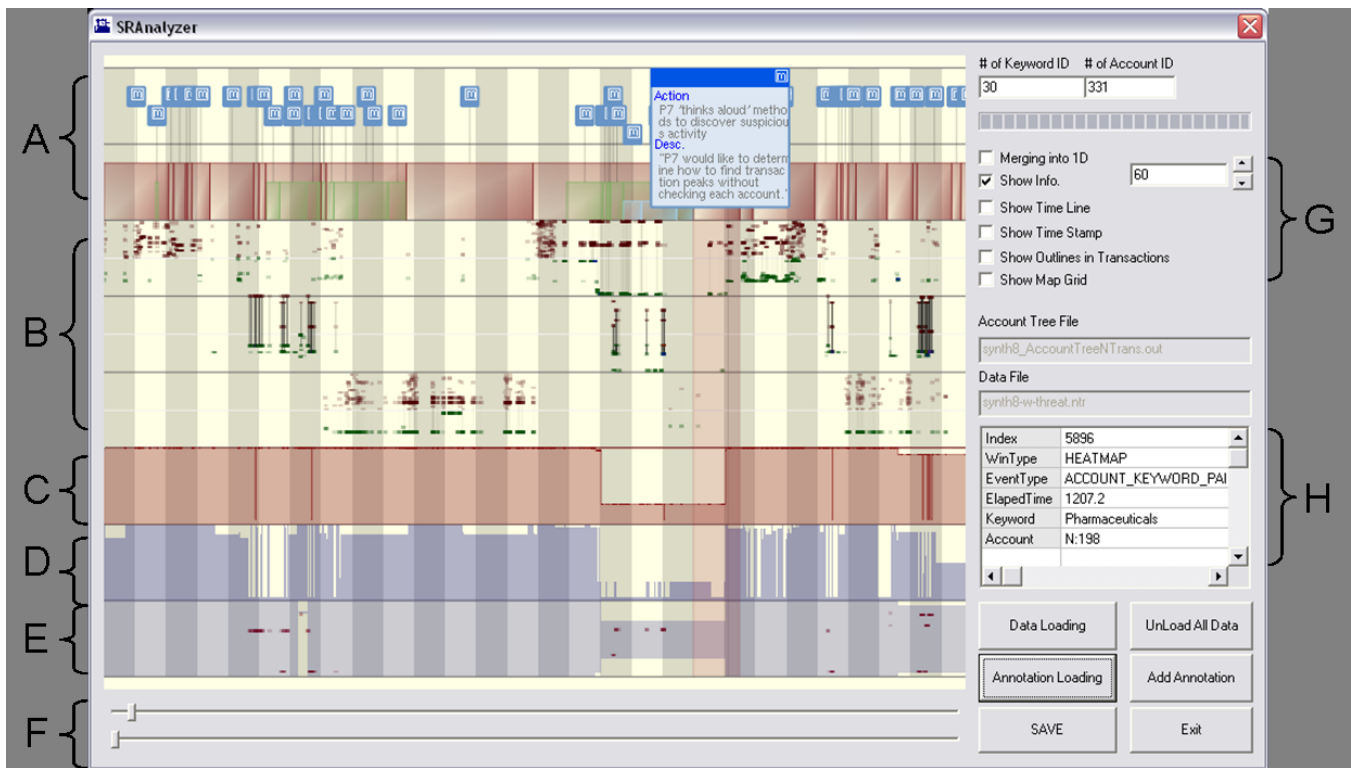 SRAnalyzer
A
B
C
D
E
F
Action
P7 'thinks aloud' metho
ds to discover suspiciou
s activity
Desc.
"P7 would like to determ
ine how to find transac
tion peaks without
checking each account."
# of Keyword ID # of Account ID
30 331
Merging into 1D
Show Info.
60
Show Time Line
Show Time Stamp
Show Outlines in Transactions
Show Map Grid
G
Account Tree File
synth8_AccountTreeNTrans.out
Data File
synth8-w-threat.ntr
Index 5896
WinType HEATMAP
EventType ACCOUNT_KEYWORD_PAI
ElapedTime 1207.2
Keyword Pharmaceuticals
Account N:198
H
Data Loading UnLoad All Data
Annotation Loading Add Annotation
SAVE Exit